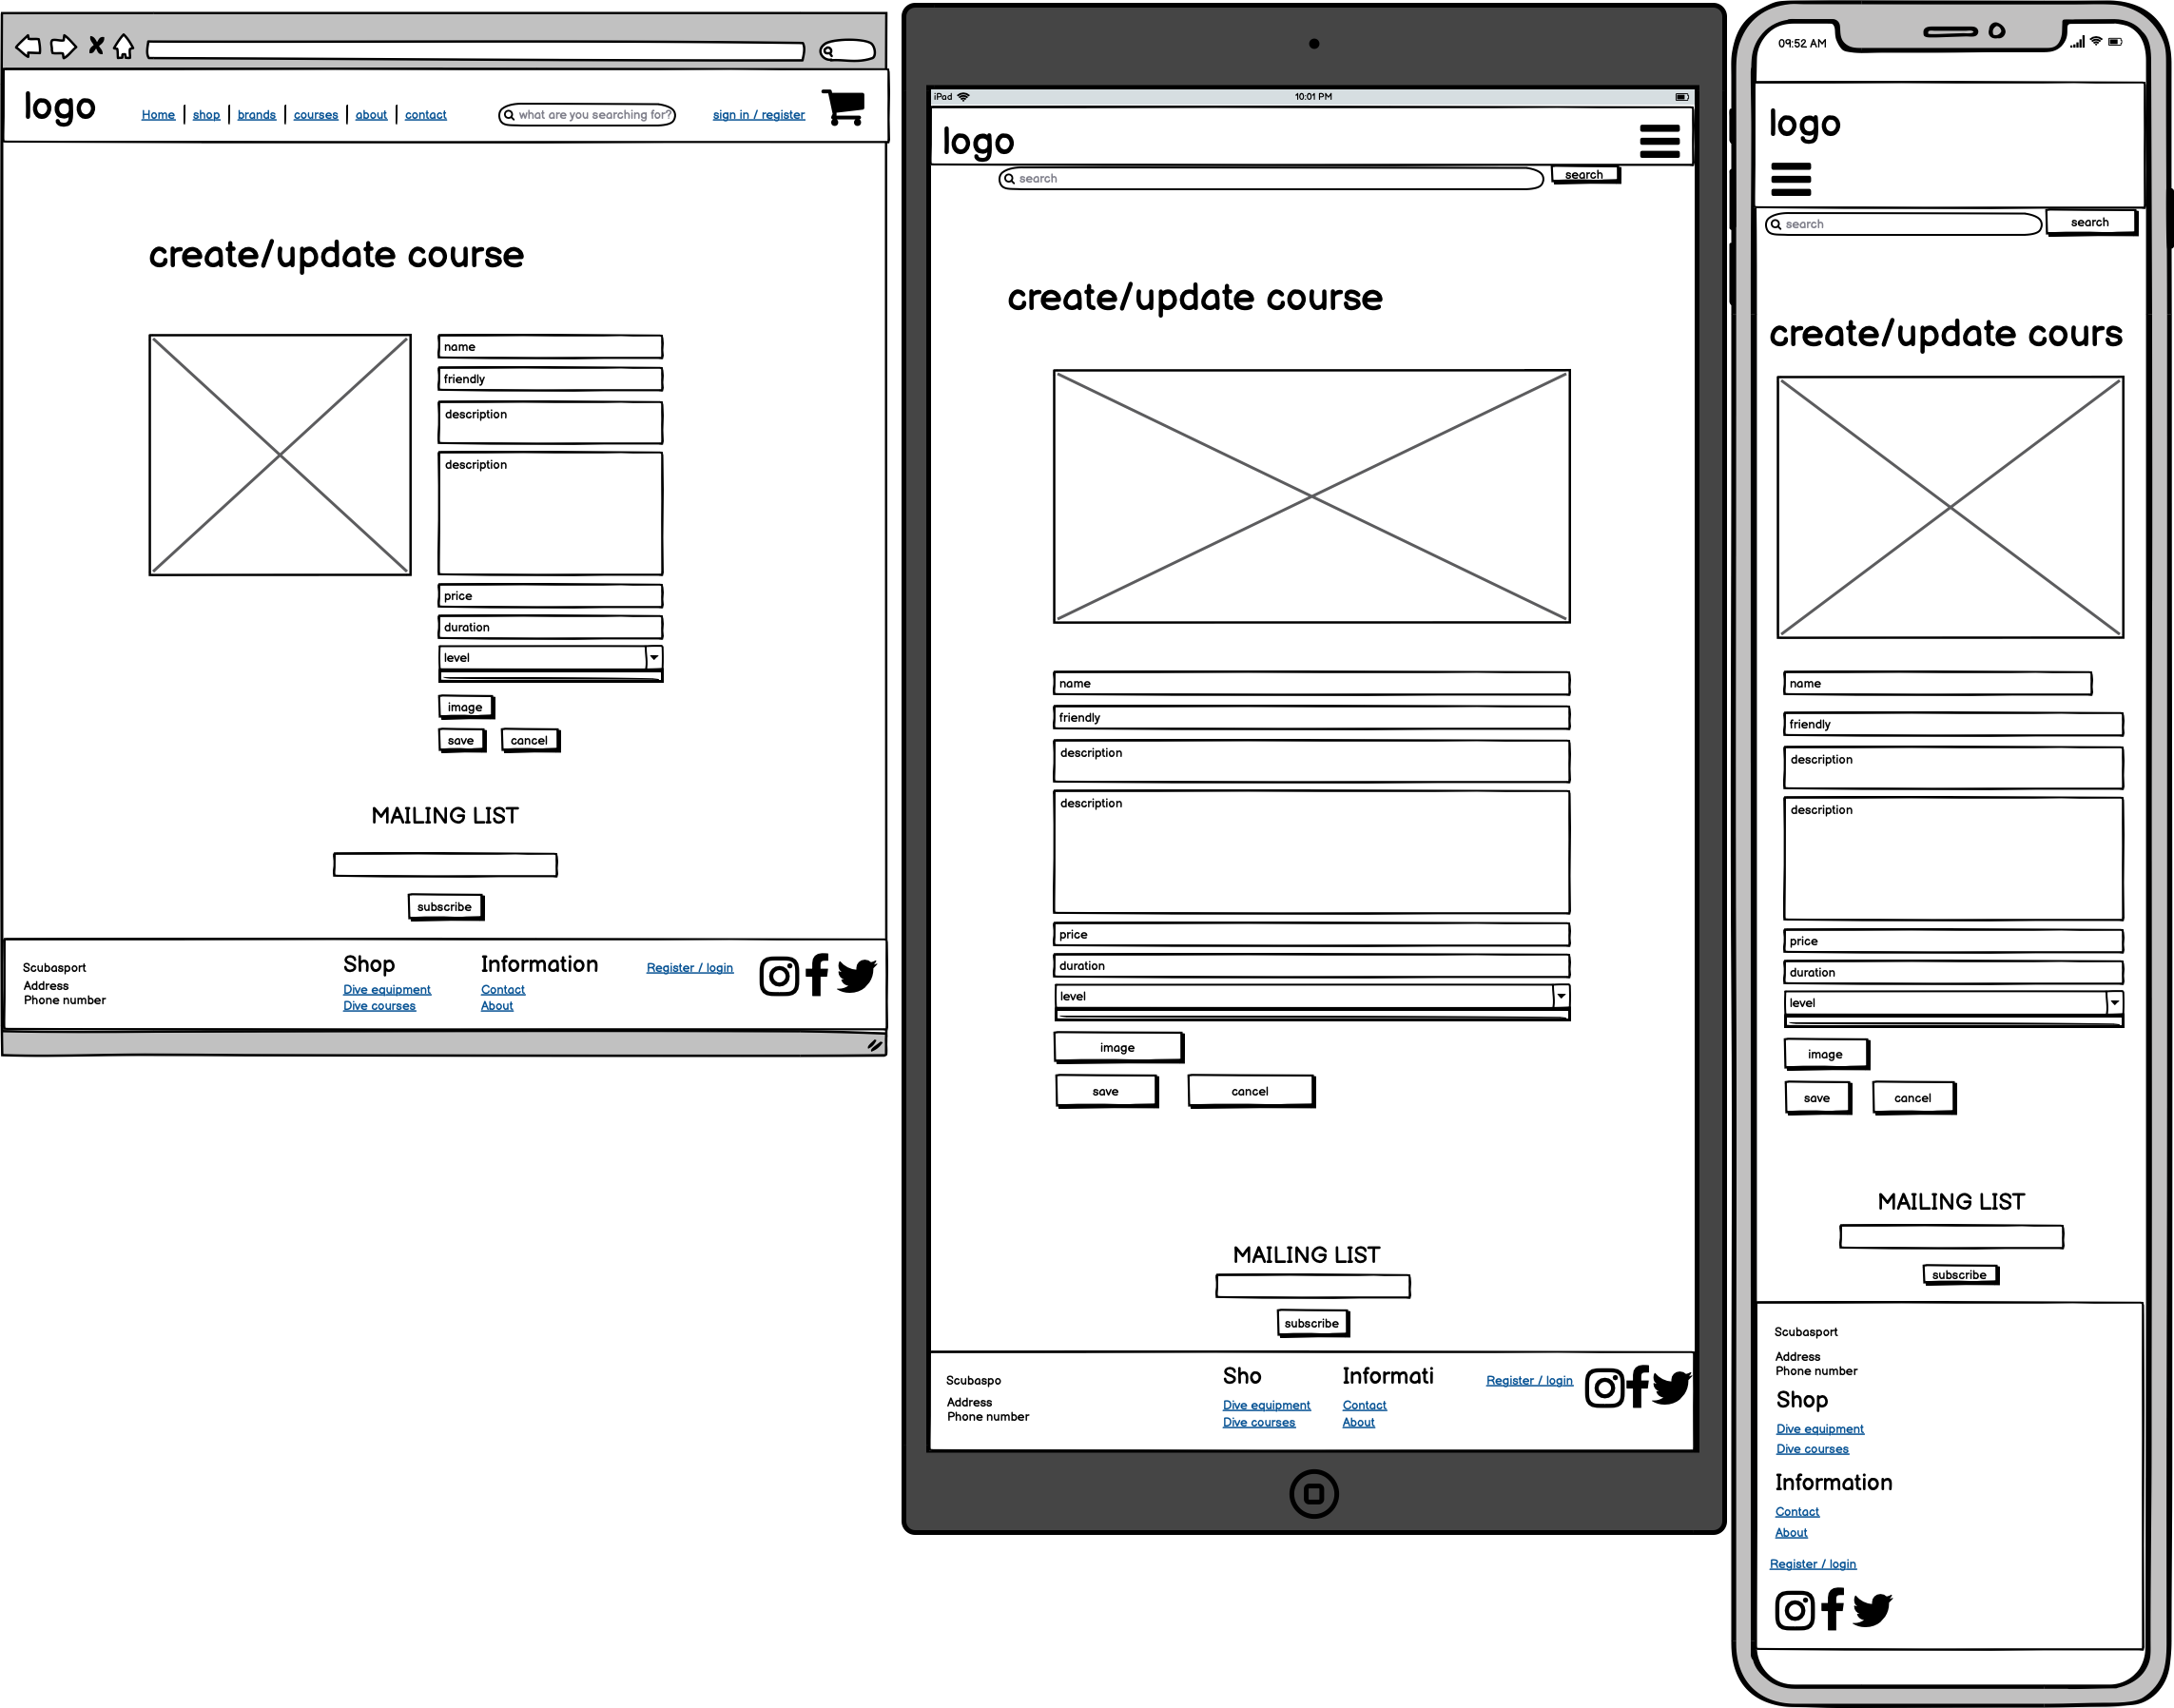 logo
Home | shop | brands | courses | about | contact
what are you searching for?
sign in / register
create/update course
name
friendly
description
description
price
duration
level
image
save cancel
MAILING LIST
subscribe
Scubasport
Address
Phone number
Shop
Dive equipment
Dive courses
Information
Contact
About
Register / login
iPad 10:01 PM
logo
search search
create/update course
name
friendly
description
description
price
duration
level
image
save cancel
MAILING LIST
subscribe
Scubaspo
Address
Phone number
Sho
Dive equipment
Dive courses
Informati
Contact
About
Register / login
09:52 AM
logo
search search
create/update cours
name
friendly
description
description
price
duration
level
image
save cancel
MAILING LIST
subscribe
Scubasport
Address
Phone number
Shop
Dive equipment
Dive courses
Information
Contact
About
Register / login